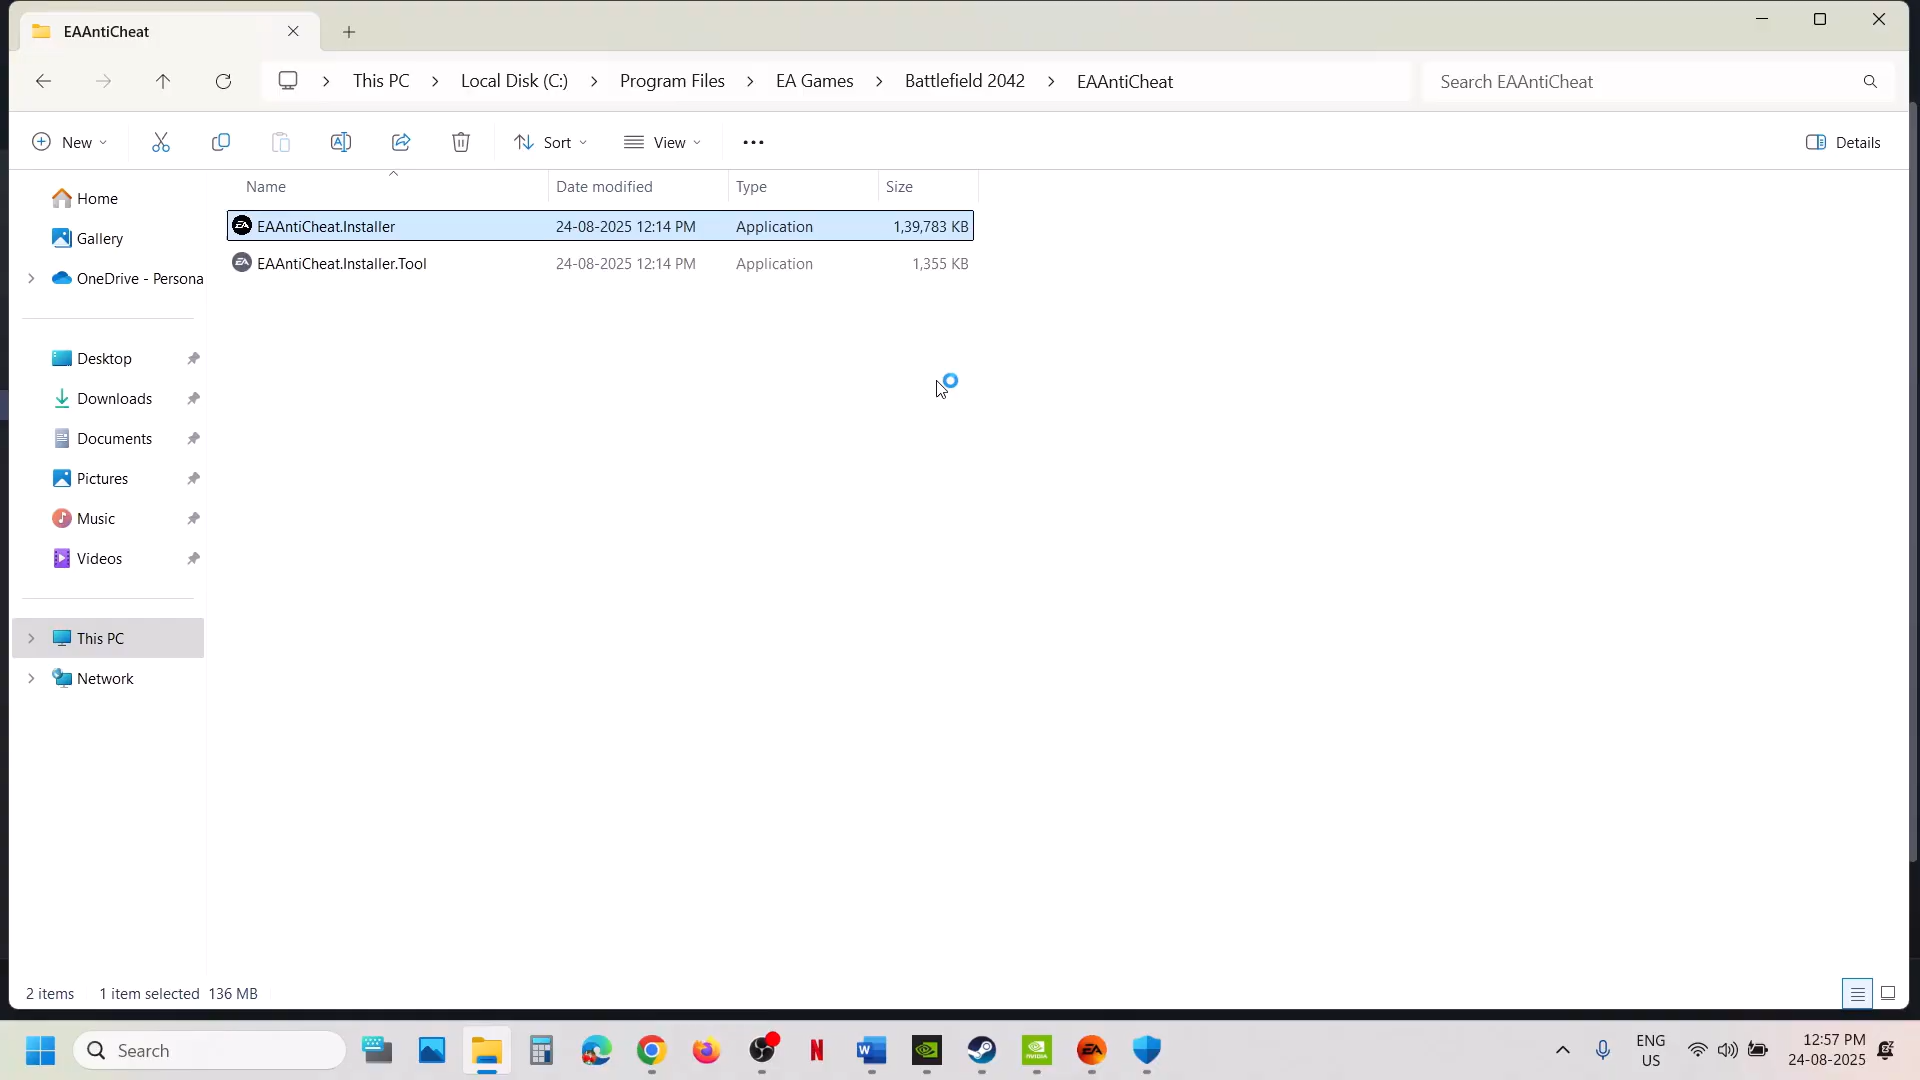 EAAntiCheat
This PC
Local Disk (C:)
Program Files
EA Games
Battlefield 2042
EAAntiCheat
Search EAAntiCheat
New
Sort
View
Details
Name
Date modified
Type
Size
EAAntiCheat.Installer
24-08-2025 12:14 PM
Application
1,39,783 KB
EAAntiCheat.Installer.Tool
24-08-2025 12:14 PM
Application
1,355 KB
Home
Gallery
OneDrive - Persona
Desktop
Downloads
Documents
Pictures
Music
Videos
This PC
Network
2 items
1 item selected
136 MB
Search
ENG
US
12:57 PM
24-08-2025